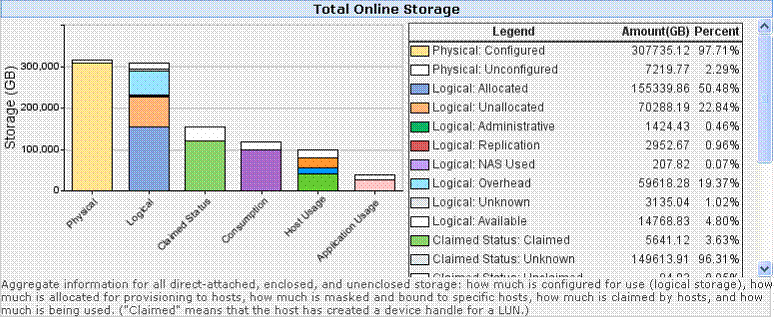 Total Online Storage
Storage (GB)
300,000
200,000
100,000
0
Physical
Logical
Claimed Status
Consumption
Host Usage
Application Usage
Legend Amount(GB) Percent
Physical: Configured 307735.12 97.71%
Physical: Unconfigured 7219.77 2.29%
Logical: Allocated 155339.86 50.48%
Logical: Unallocated 70288.19 22.84%
Logical: Administrative 1424.43 0.46%
Logical: Replication 2952.67 0.96%
Logical: NAS Used 207.82 0.07%
Logical: Overhead 59618.28 19.37%
Logical: Unknown 3135.04 1.02%
Logical: Available 14768.83 4.80%
Claimed Status: Claimed 5641.12 3.63%
Claimed Status: Unknown 149613.91 96.31%
Claimed Status: Unclaimed
Aggregate information for all direct-attached, enclosed, and unenclosed storage: how much is configured for use (logical storage), how
much is allocated for provisioning to hosts, how much is masked and bound to specific hosts, how much is claimed by hosts, and how
much is being used. ("Claimed" means that the host has created a device handle for a LUN.)